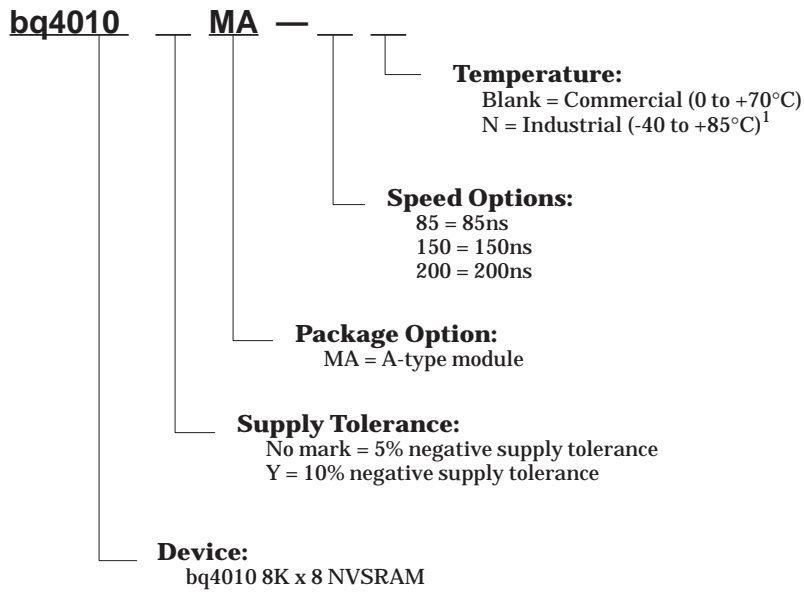 bq4010 MA —
Temperature:
Blank = Commercial (0 to +70°C)
N = Industrial (-40 to +85°C)¹
Speed Options:
85 = 85ns
150 = 150ns
200 = 200ns
Package Option:
MA = A-type module
Supply Tolerance:
No mark = 5% negative supply tolerance
Y = 10% negative supply tolerance
Device:
bq4010 8K x 8 NVSRAM